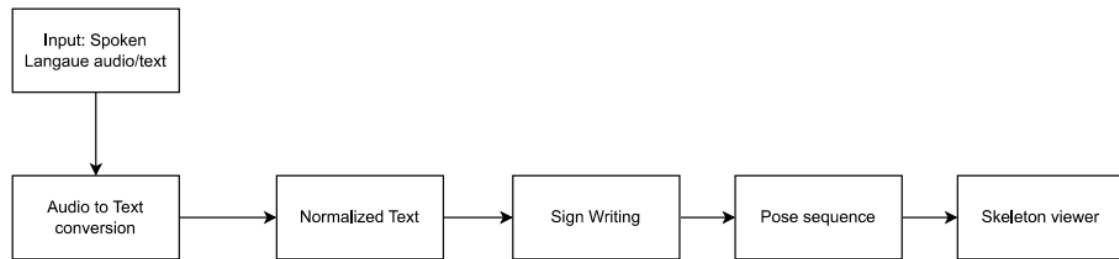 Input: Spoken
Langaue audio/text
Audio to Text
conversion
Normalized Text
Sign Writing
Pose sequence
Skeleton viewer